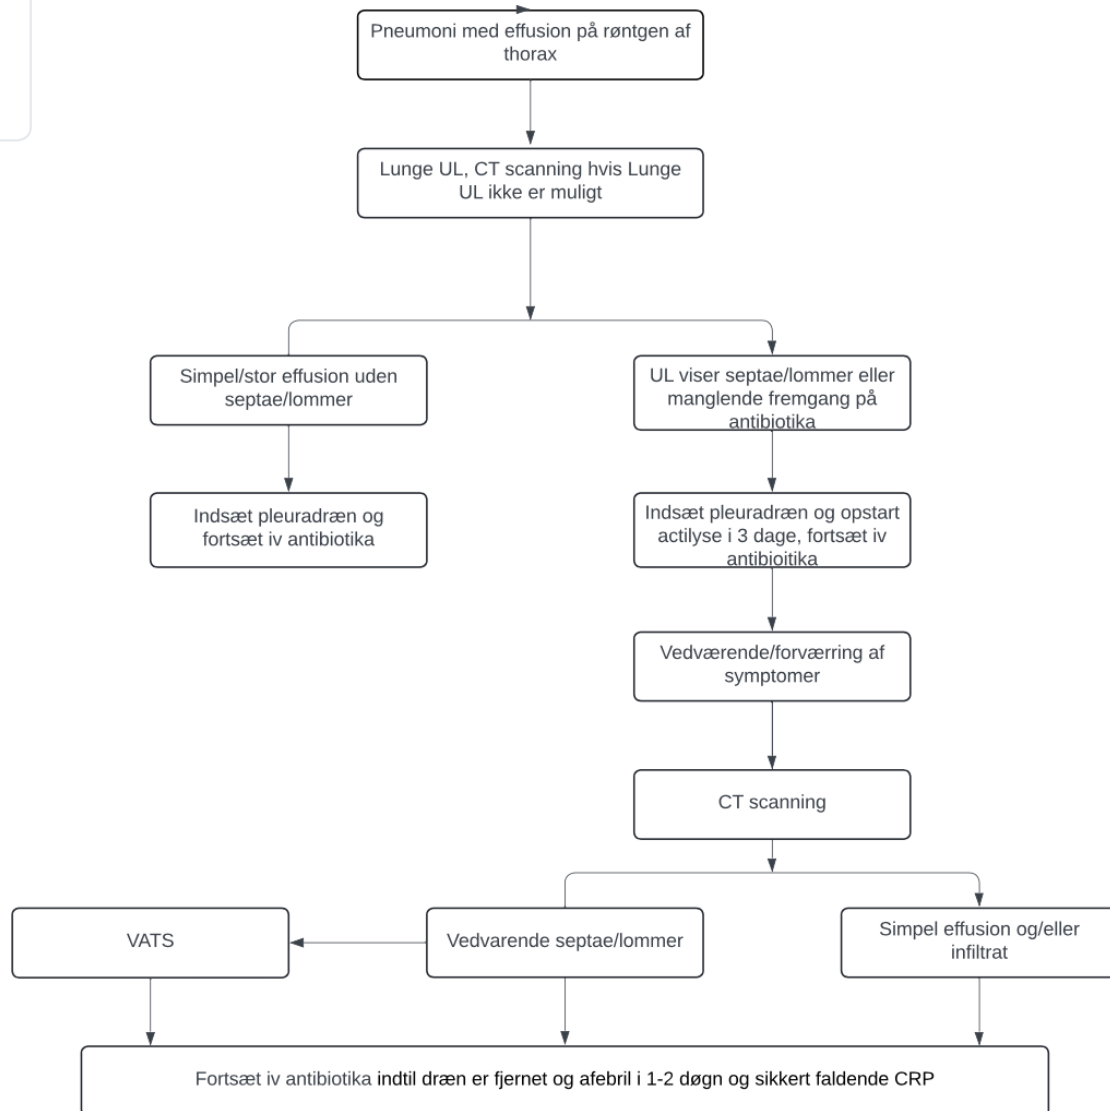 Pneumoni med effusion på røntgen af
thorax
Lunge UL, CT scanning hvis Lunge
UL ikke er muligt
Simpel/stor effusion uden
septae/lommer
UL viser septae/lommer eller
manglende fremgang på
antibiotika
Indsæt pleuradræn og
fortsæt iv antibiotika
Indsæt pleuradræn og opstart
actilyse i 3 dage, fortsæt iv
antibioitika
Vedværende/forværring af
symptomer
CT scanning
VATS
Vedvarende septae/lommer
Simpel effusion og/eller
infiltrat
Fortsæt iv antibiotika indtil dræn er fjernet og afebril i 1-2 døgn og sikkert faldende CRP